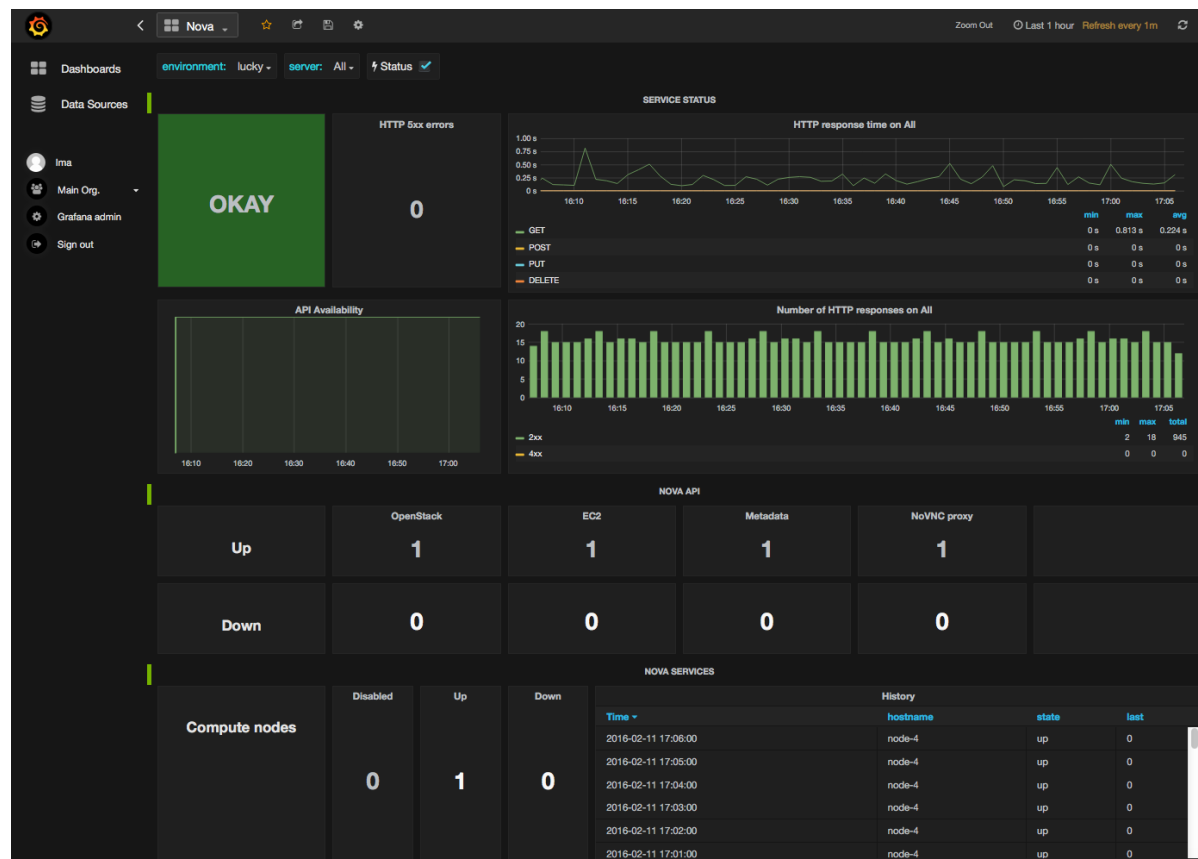 Nova
Zoom Out Last 1 hour Refresh every 1m
Dashboards
Data Sources
lma
Main Org.
Grafana admin
Sign out
environment: lucky server: All Status
SERVICE STATUS
OKAY
HTTP 5xx errors
0
HTTP response time on All
1.00 s
0.75 s
0.50 s
0.25 s
0 s
16:10 16:15 16:20 16:25 16:30 16:35 16:40 16:45 16:50 16:55 17:00 17:05
min max avg
GET 0 s 0.813 s 0.224 s
POST 0 s 0 s 0 s
PUT 0 s 0 s 0 s
DELETE 0 s 0 s 0 s
API Availability
16:10 16:20 16:30 16:40 16:50 17:00
Number of HTTP responses on All
20
15
10
5
0
16:10 16:15 16:20 16:25 16:30 16:35 16:40 16:45 16:50 16:55 17:00 17:05
min max total
2xx 2 18 945
4xx 0 0 0
NOVA API
OpenStack EC2 Metadata NoVNC proxy
Up 1 1 1 1
Down 0 0 0 0
NOVA SERVICES
Compute nodes
Disabled Up Down
0 1 0
History
Time hostname state last
2016-02-11 17:06:00 node-4 up 0
2016-02-11 17:05:00 node-4 up 0
2016-02-11 17:04:00 node-4 up 0
2016-02-11 17:03:00 node-4 up 0
2016-02-11 17:02:00 node-4 up 0
2016-02-11 17:01:00 node-4 up 0